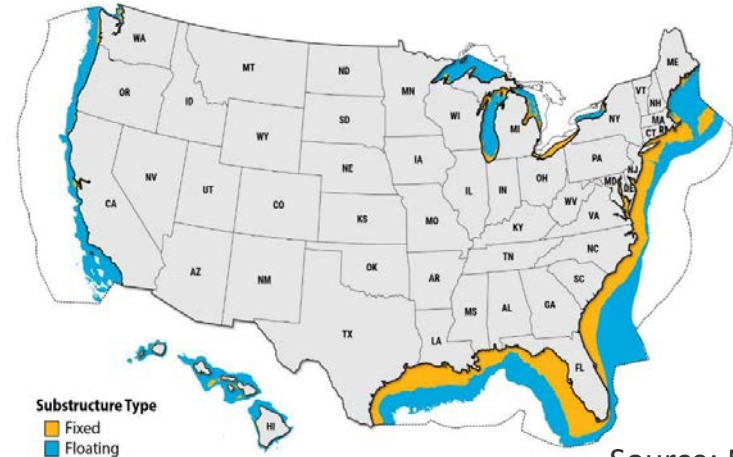 WA
MT
ND
MN
ME
VT
NH
OR
ID
SD
WI
MI
NY
MA
CT
RI
WY
IA
PA
NJ
NE
NV
UT
CO
IL
IN
OH
MD
DE
WV
VA
CA
KS
MO
KY
NC
TN
AZ
NM
OK
AR
SC
MS
AL
GA
TX
LA
FL
HI
Substructure Type
Fixed
Floating
Source: